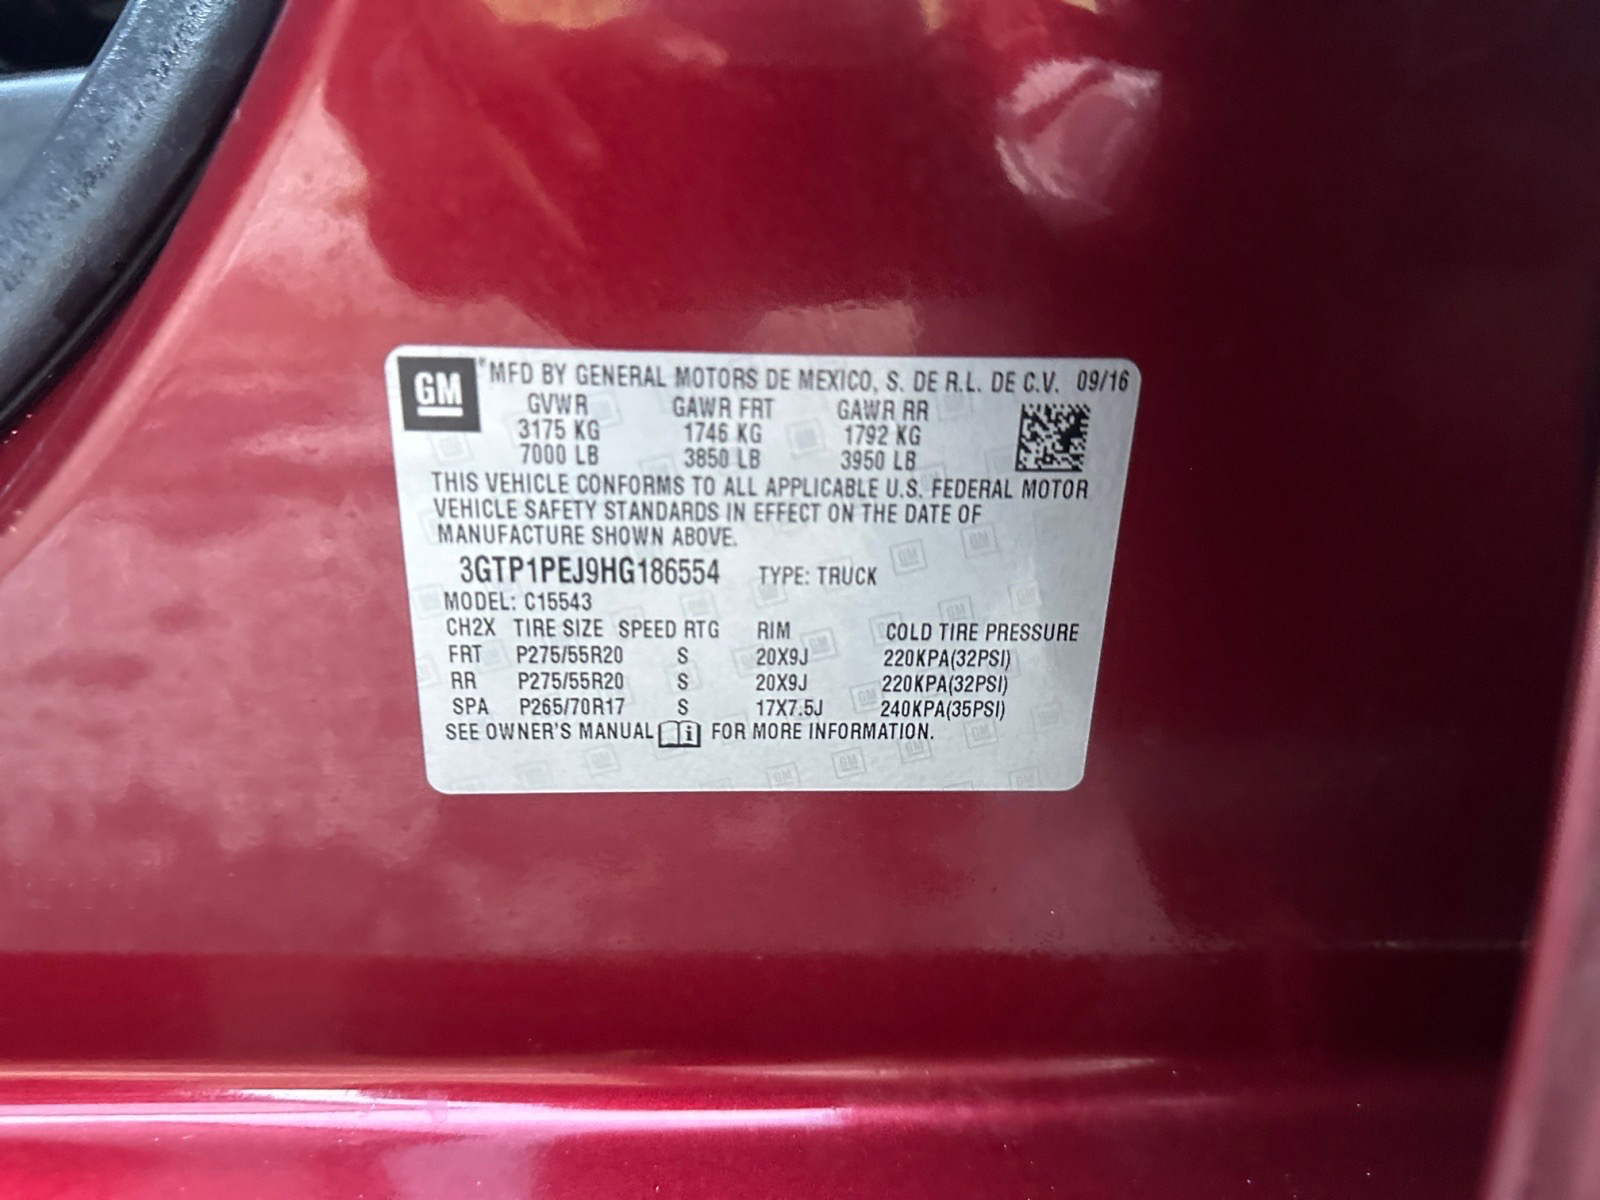 GM ® MFD BY GENERAL MOTORS DE MEXICO, S. DE R.L. DE C.V. 09/16
GVWR GAWR FRT GAWR RR
3175 KG 1746 KG 1792 KG
7000 LB 3850 LB 3950 LB
THIS VEHICLE CONFORMS TO ALL APPLICABLE U.S. FEDERAL MOTOR
VEHICLE SAFETY STANDARDS IN EFFECT ON THE DATE OF
MANUFACTURE SHOWN ABOVE.
3GTP1PEJ9HG186554 TYPE: TRUCK
MODEL: C15543
CH2X TIRE SIZE SPEED RTG RIM COLD TIRE PRESSURE
FRT P275/55R20 S 20X9J 220KPA(32PSI)
RR P275/55R20 S 20X9J 220KPA(32PSI)
SPA P265/70R17 S 17X7.5J 240KPA(35PSI)
SEE OWNER'S MANUAL i FOR MORE INFORMATION.